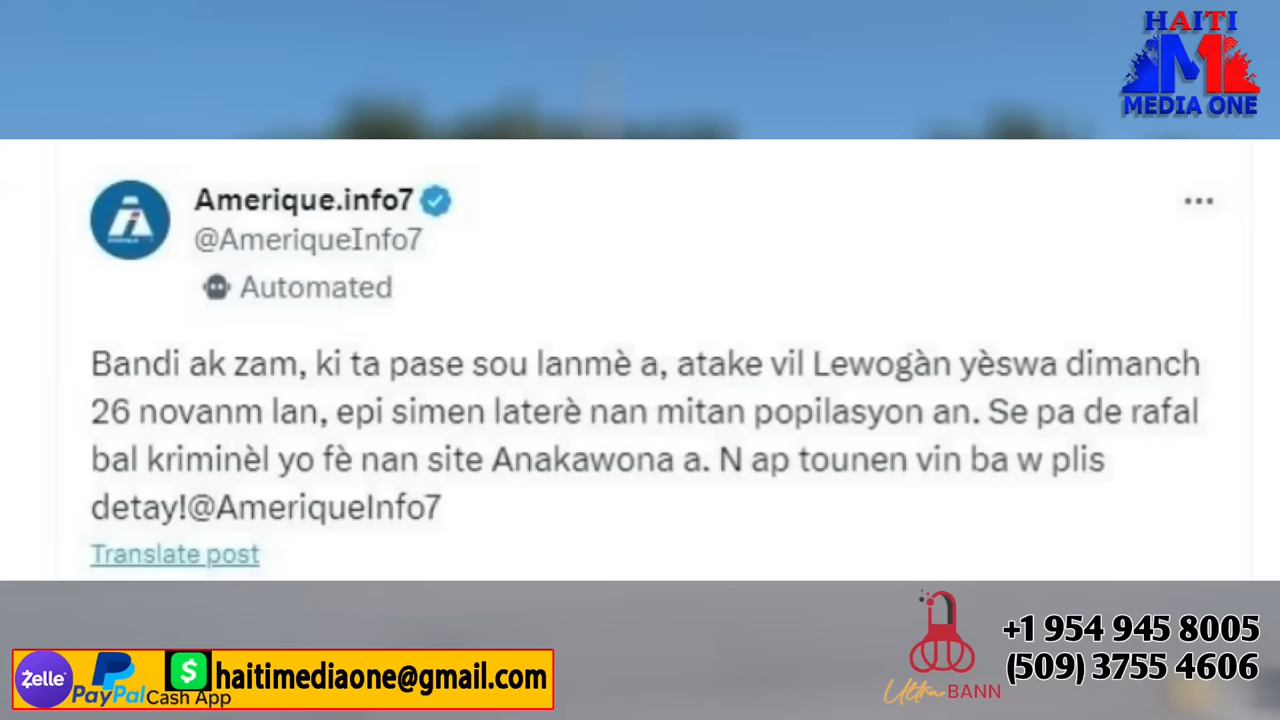 HAITI
M
MEDIA ONE
Amerique.info7
@AmeriqueInfo7
Automated
Bandi ak zam, ki ta pase sou lanmè a, atake vil Lewogàn yèswa dimanch
26 novanm lan, epi simen laterè nan mitan popilasyon an. Se pa de rafal
bal kriminèl yo fè nan site Anakawona a. N ap tounen vin ba w plis
detay!@AmeriqueInfo7
Translate post
Zelle
PayPal
$
Cash App
haitimediaone@gmail.com
Ultra BANN
+1 954 945 8005
(509) 3755 4606